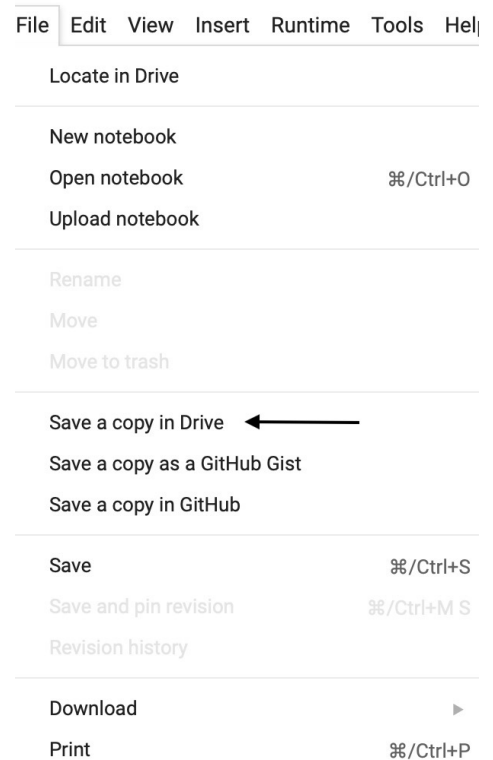 File Edit View Insert Runtime Tools
Locate in Drive
New notebook
Open notebook ⌘/Ctrl+O
Upload notebook
Rename
Move
Move to trash
Save a copy in Drive
Save a copy as a GitHub Gist
Save a copy in GitHub
Save ⌘/Ctrl+S
Save and pin revision ⌘/Ctrl+M S
Revision history
Download
Print ⌘/Ctrl+P